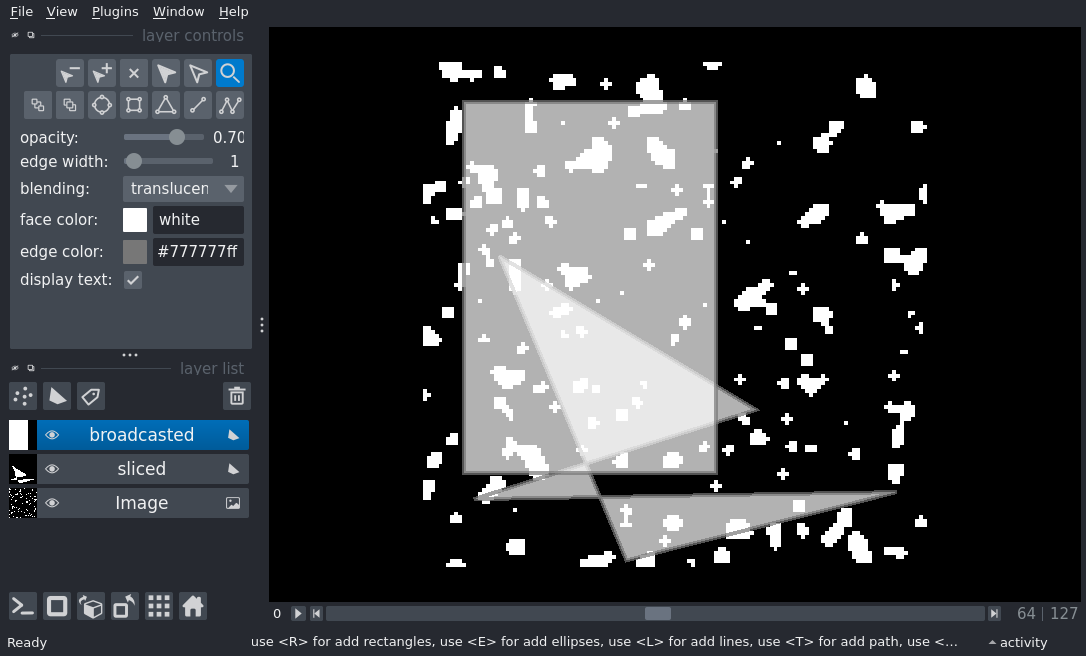 File View Plugins Window Help
layer controls
opacity: 0.70
edge width: 1
blending: translucen
face color: white
edge color: #777777ff
display text:
layer list
broadcasted
sliced
Image
0 64 | 127
Ready use <R> for add rectangles, use <E> for add ellipses, use <L> for add lines, use <T> for add path, use <... activity